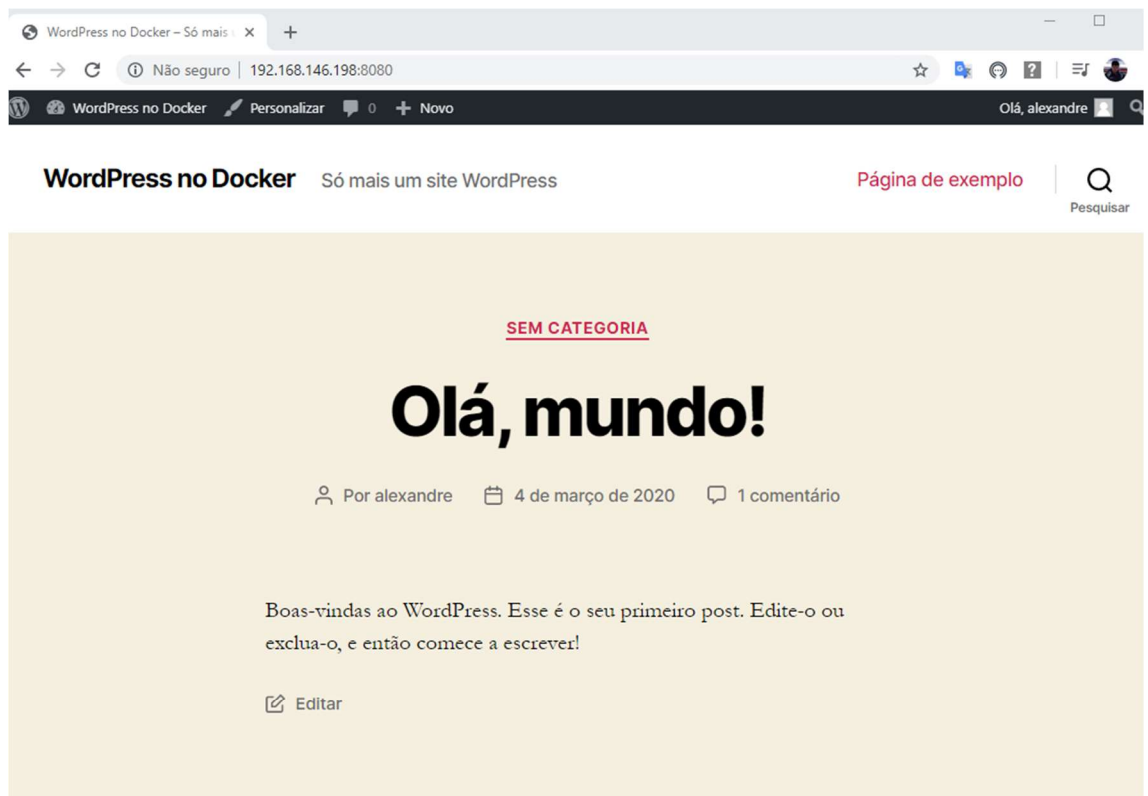 WordPress no Docker – Só mais
Não seguro | 192.168.146.198:8080
WordPress no Docker Personalizar 0 + Novo Olá, alexandre
WordPress no Docker Só mais um site WordPress Página de exemplo
Pesquisar
SEM CATEGORIA
Olá, mundo!
Por alexandre 4 de março de 2020 1 comentário
Boas-vindas ao WordPress. Esse é o seu primeiro post. Edite-o ou
exclua-o, e então comece a escrever!
Editar